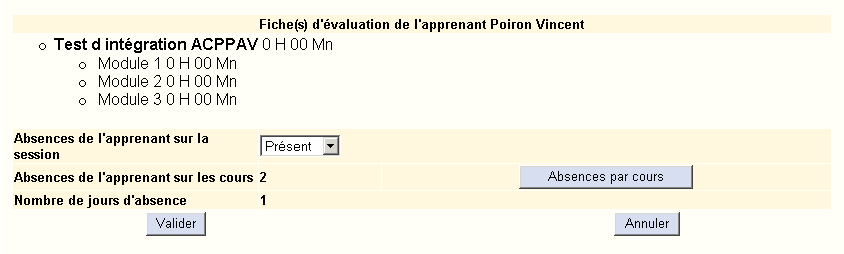 Fiche(s) d'évaluation de l'apprenant Poiron Vincent
Test d intégration ACPPAV 0 H 00 Mn
Module 1 0 H 00 Mn
Module 2 0 H 00 Mn
Module 3 0 H 00 Mn
Absences de l'apprenant sur la
session
Présent
Absences de l'apprenant sur les cours 2
Absences par cours
Nombre de jours d'absence 1
Valider
Annuler